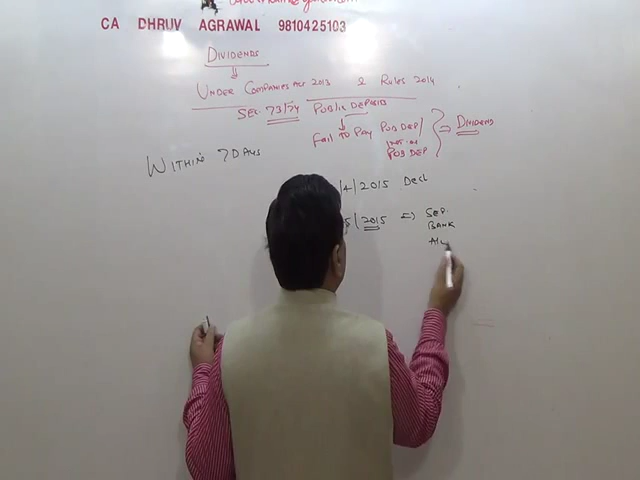 CA DHRUV AGRAWAL 9810425103
DIVIDENDS
UNDER COMPANIES ACT 2013 & RULES 2014
SEC. 73/74 PUBLIC DEPOSITS
FAIL TO PAY PUB DEP/ ⇒ DIVIDEND
INT. ON
PUB DEP
WITHIN 7 DAYS
/4/2015 Decl
5/2015 ⇒ SEP
BANK
A/c